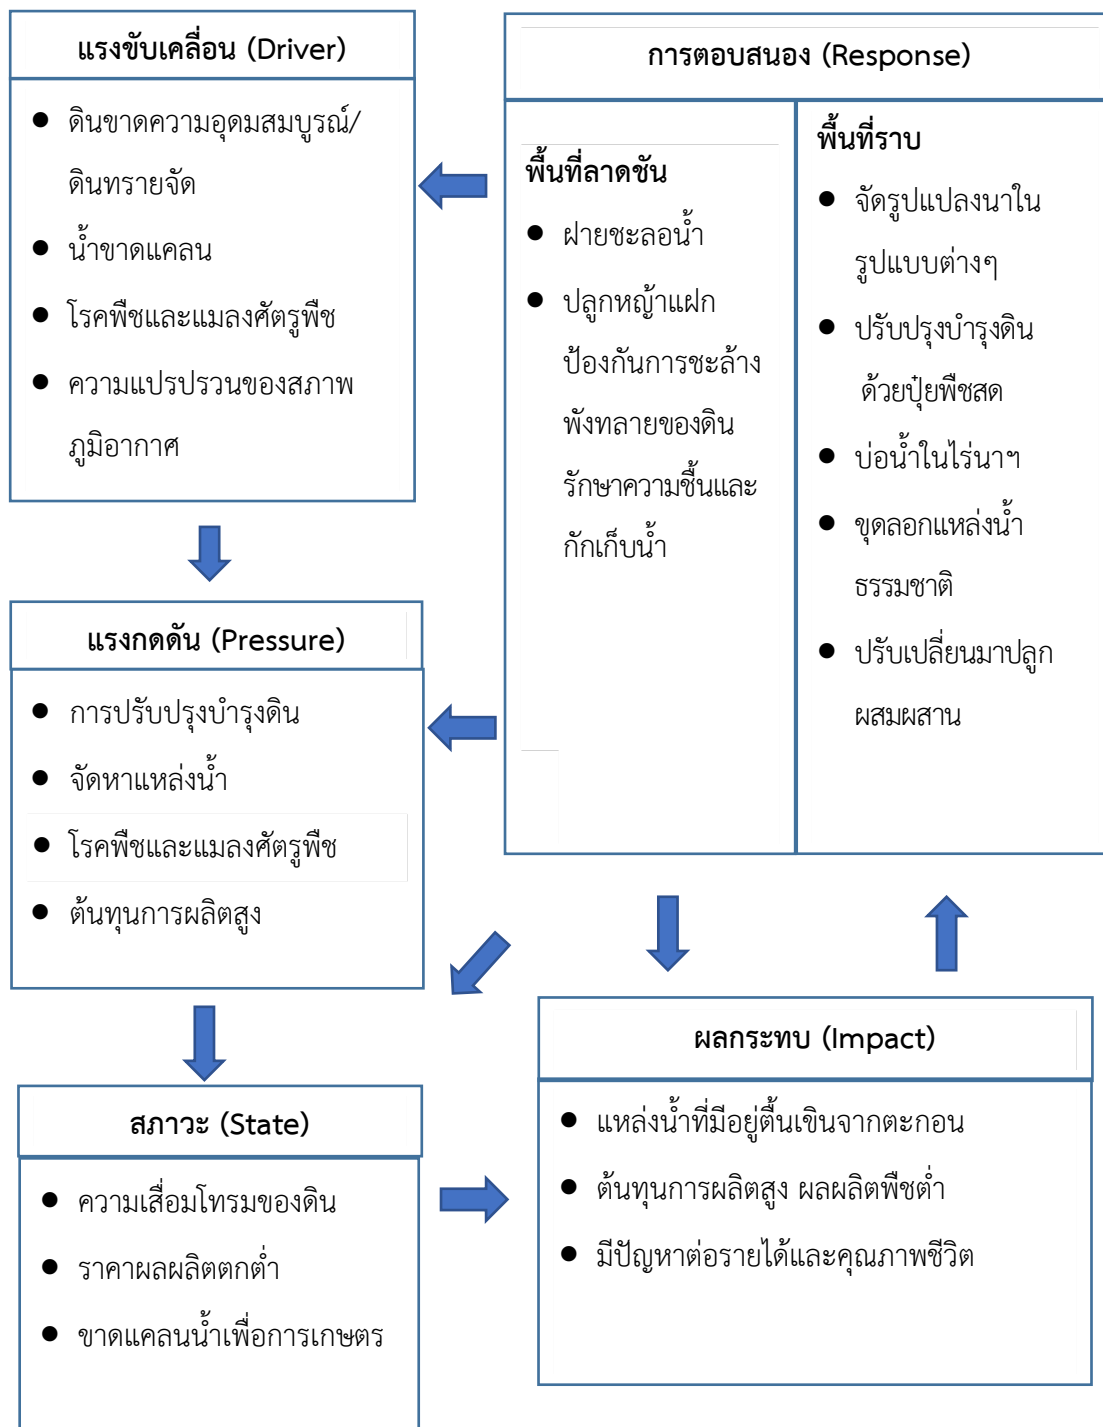 แรงขับเคลื่อน (Driver)
● ดินขาดความอุดมสมบูรณ์/
ดินทรายจัด
● น้ำขาดแคลน
● โรคพืชและแมลงศัตรูพืช
● ความแปรปรวนของสภาพ
ภูมิอากาศ
การตอบสนอง (Response)
พื้นที่ลาดชัน
● ฝายชะลอน้ำ
● ปลูกหญ้าแฝก
ป้องกันการชะล้าง
พังทลายของดิน
รักษาความชื้นและ
กักเก็บน้ำ
พื้นที่ราบ
● จัดรูปแปลงนาใน
รูปแบบต่างๆ
● ปรับปรุงบำรุงดิน
ด้วยปุ๋ยพืชสด
● บ่อน้ำในไร่นาฯ
● ขุดลอกแหล่งน้ำ
ธรรมชาติ
● ปรับเปลี่ยนมาปลูก
ผสมผสาน
แรงกดดัน (Pressure)
● การปรับปรุงบำรุงดิน
● จัดหาแหล่งน้ำ
● โรคพืชและแมลงศัตรูพืช
● ต้นทุนการผลิตสูง
สภาวะ (State)
● ความเสื่อมโทรมของดิน
● ราคาผลผลิตตกต่ำ
● ขาดแคลนน้ำเพื่อการเกษตร
ผลกระทบ (Impact)
● แหล่งน้ำที่มีอยู่ตื้นเขินจากตะกอน
● ต้นทุนการผลิตสูง ผลผลิตพืชต่ำ
● มีปัญหาต่อรายได้และคุณภาพชีวิต